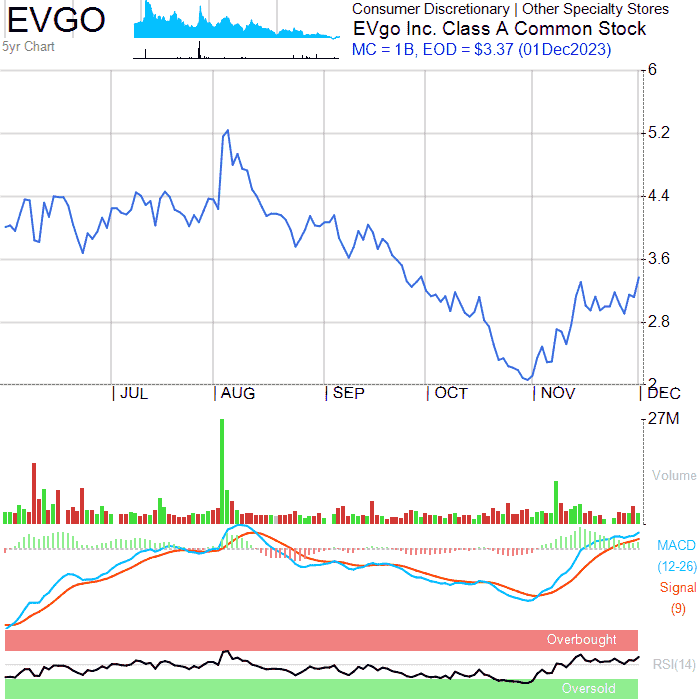 EVGO
5yr Chart
Consumer Discretionary | Other Specialty Stores
EVgo Inc. Class A Common Stock
MC = 1B, EOD = $3.37 (01Dec2023)
6
5.2
4.4
3.6
2.8
2
JUL AUG SEP OCT NOV DEC
27M
Volume
MACD
(12-26)
Signal
(9)
Overbought
RSI(14)
Oversold